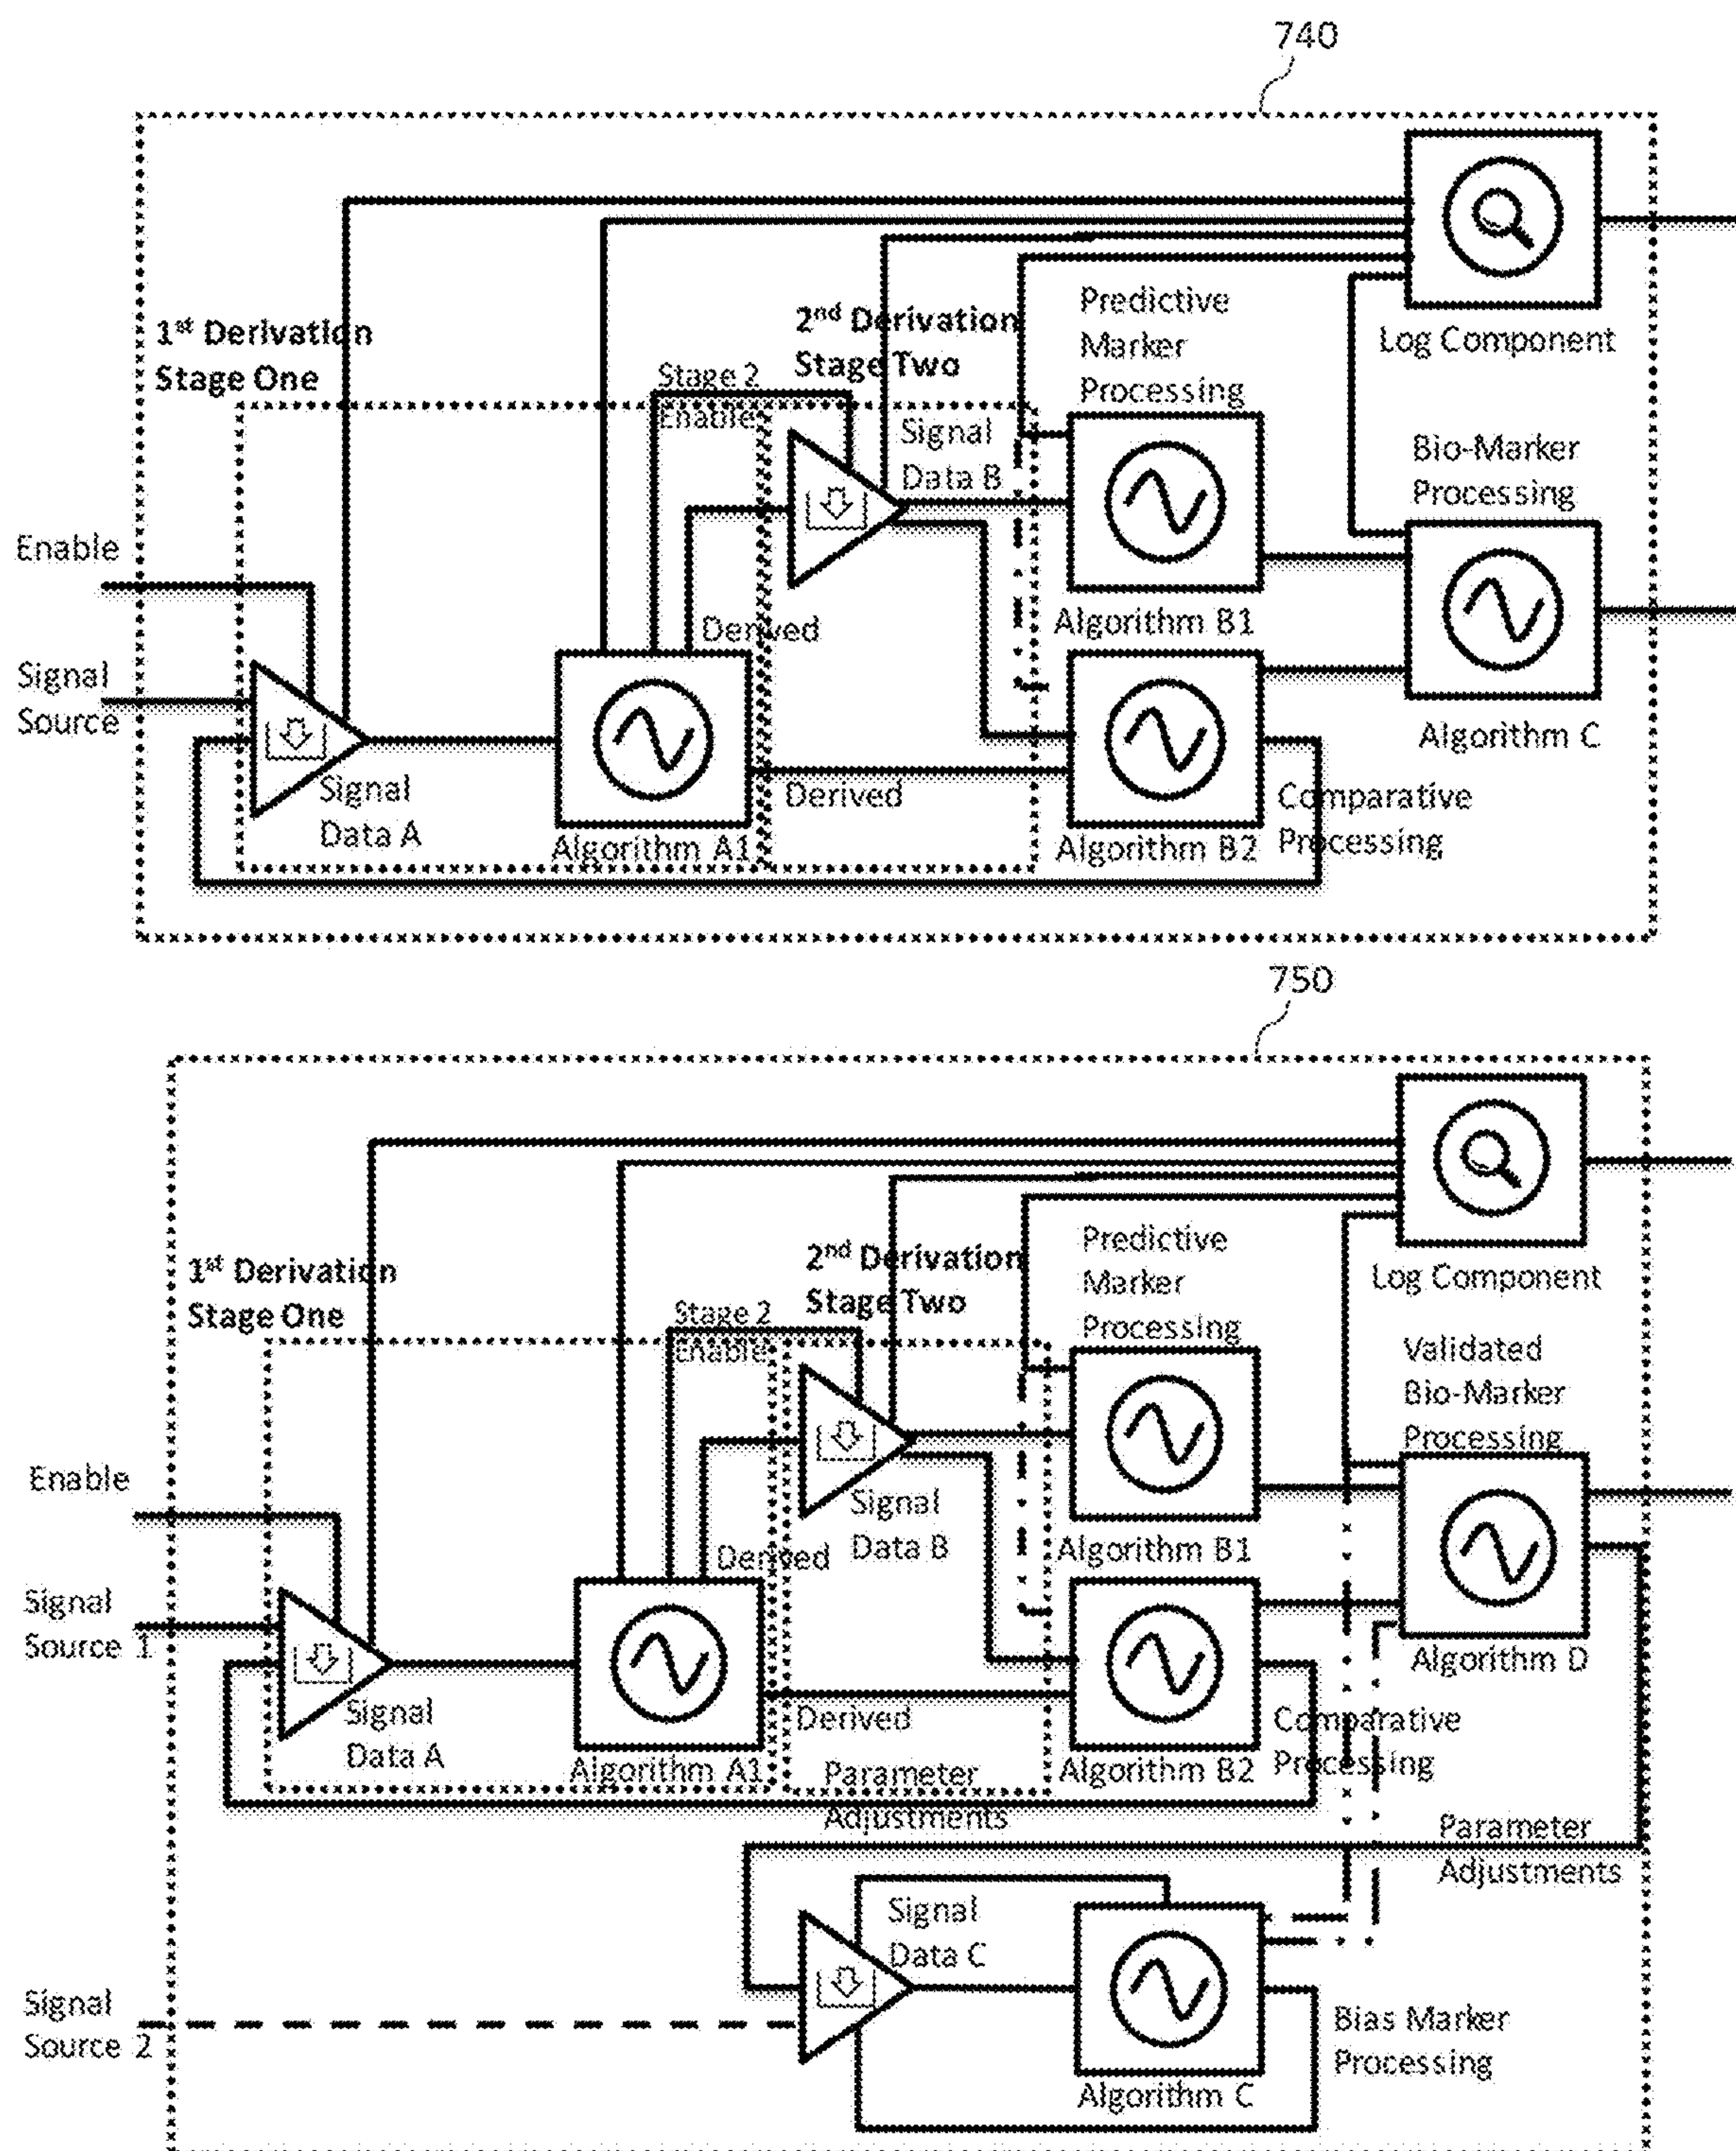 740
Log Component
Predictive
Marker
Processing
1st Derivation
Stage One
2nd Derivation
Stage Two
Stage 2
Enable
Signal
Data B
Bio-Marker
Processing
Enable
Derived
Algorithm B1
Signal
Source
Algorithm C
Signal
Data A
Derived
Comparative
Processing
Algorithm A1
Algorithm B2
750
Log Component
Predictive
Marker
Processing
1st Derivation
Stage One
2nd Derivation
Stage Two
Stage 2
Enable
Validated
Bio-Marker
Processing
Enable
Signal
Data B
Derived
Algorithm B1
Signal
Source 1
Algorithm D
Signal
Data A
Derived
Comparative
Processing
Algorithm A1
Parameter
Adjustments
Algorithm B2
Parameter
Adjustments
Signal
Data C
Signal
Source 2
Bias Marker
Processing
Algorithm C